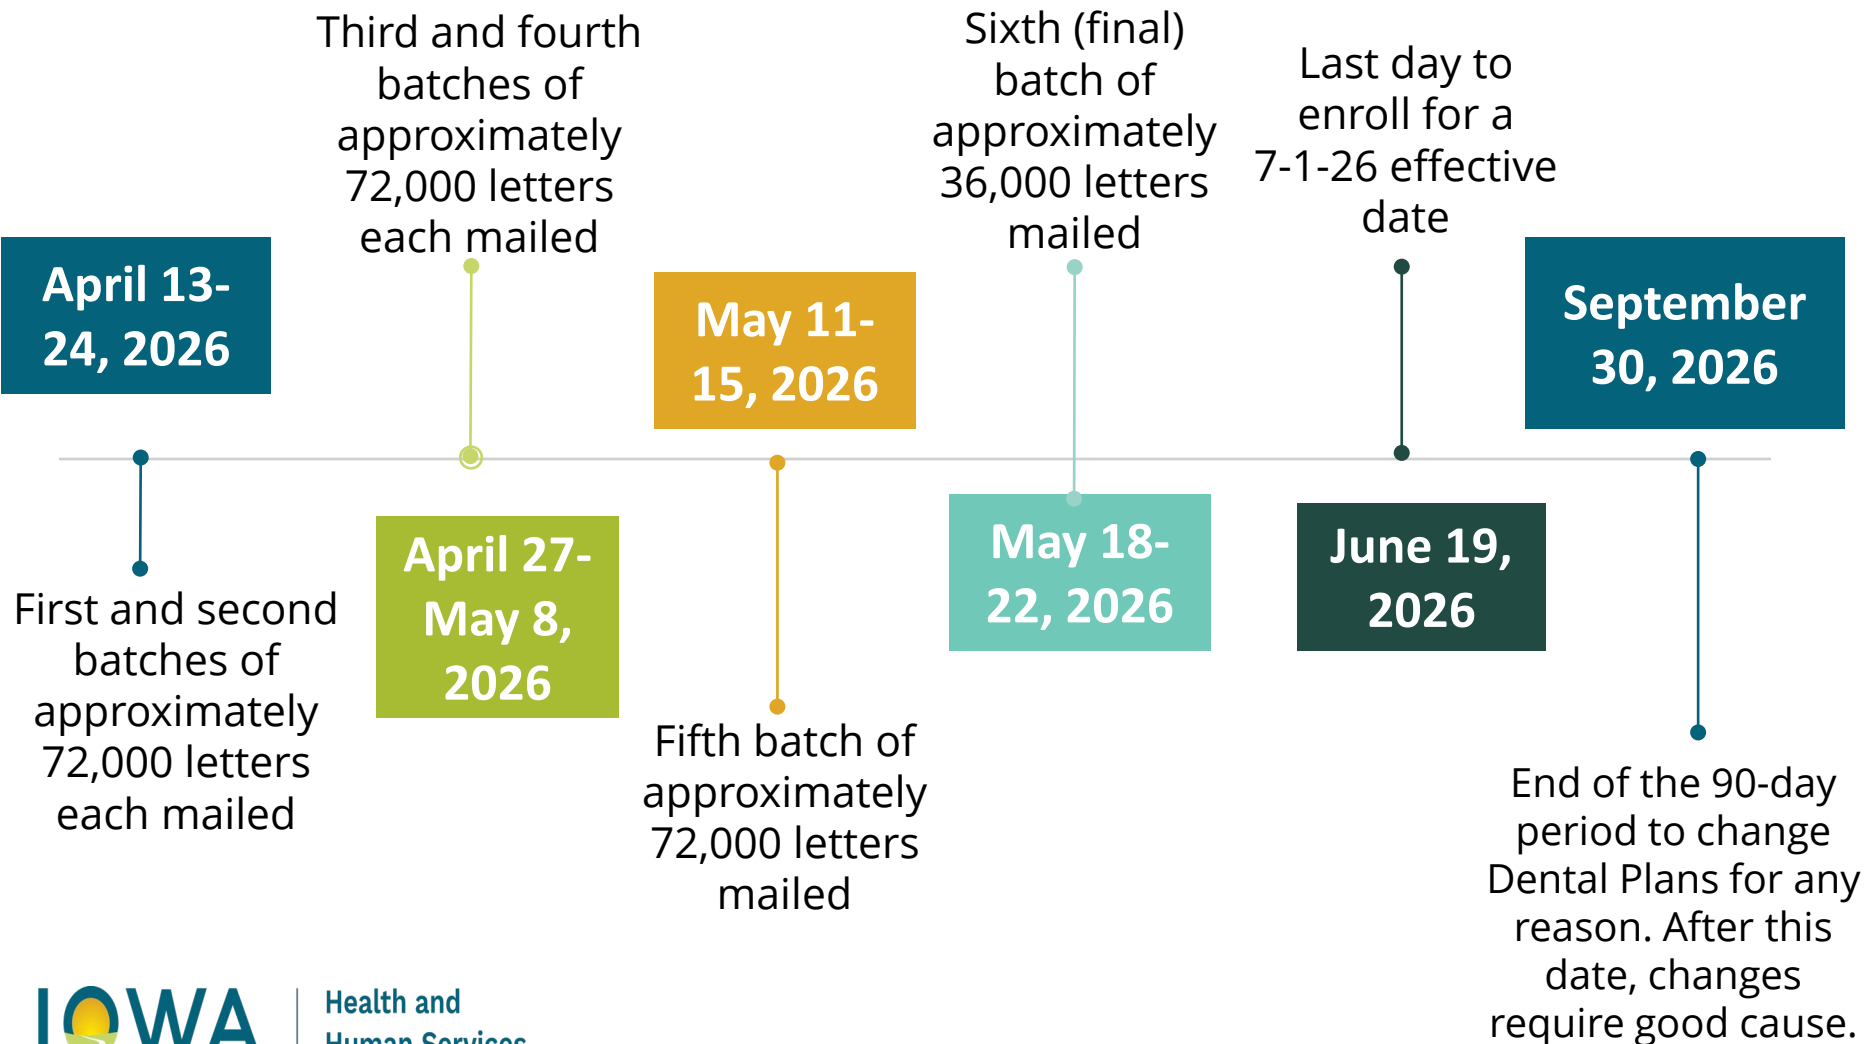 April 13-
24, 2026
First and second
batches of
approximately
72,000 letters
each mailed
Third and fourth
batches of
approximately
72,000 letters
each mailed
April 27-
May 8,
2026
May 11-
15, 2026
Fifth batch of
approximately
72,000 letters
mailed
Sixth (final)
batch of
approximately
36,000 letters
mailed
May 18-
22, 2026
Last day to
enroll for a
7-1-26 effective
date
June 19,
2026
September
30, 2026
End of the 90-day
period to change
Dental Plans for any
reason. After this
date, changes
require good cause.
IOWA
Health and
Human Services